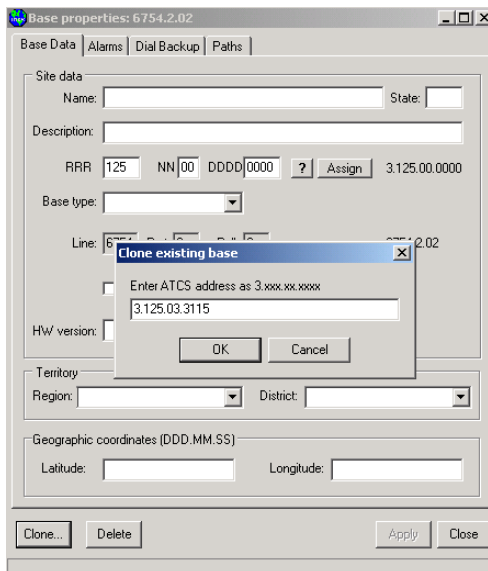 Base properties: 6754.2.02
Base Data Alarms Dial Backup Paths
Site data
Name: State:
Description:
RRR 125 NN 00 DDDD 0000 ? Assign 3.125.00.0000
Base type:
Line:
Clone existing base
Enter ATCS address as 3.xxx.xx.xxxx
3.125.03.3115
OK Cancel
HW version:
Territory
Region: District:
Geographic coordinates (DDD.MM.SS)
Latitude: Longitude:
Clone... Delete Apply Close